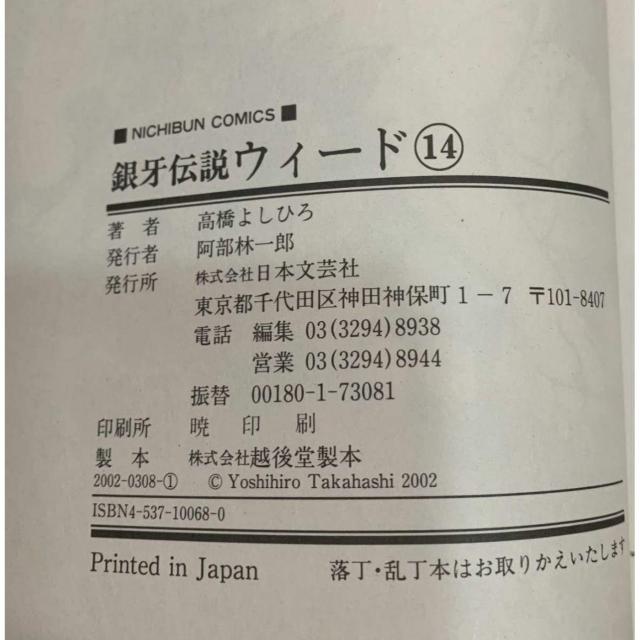 ■ NICHIBUN COMICS ■
銀牙伝説ウィード⑭
著 者 高橋よしひろ
発行者 阿部林一郎
発行所 株式会社日本文芸社
東京都千代田区神田神保町1-7 〒101-8407
電話 編集 03(3294)8938
営業 03(3294)8944
振替 00180-1-73081
印刷所 暁 印 刷
製 本 株式会社越後堂製本
2002-0308-① © Yoshihiro Takahashi 2002
ISBN4-537-10068-0
Printed in Japan 落丁・乱丁本はお取りかえいたします